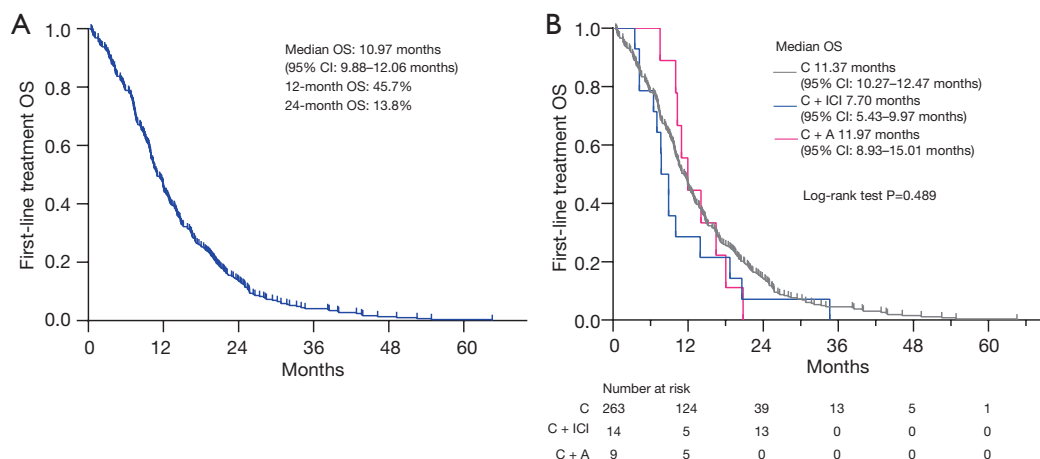 A
First-line treatment OS
1.0
0.8
0.6
0.4
0.2
0.0
Median OS: 10.97 months
(95% CI: 9.88–12.06 months)
12-month OS: 45.7%
24-month OS: 13.8%
0 12 24 36 48 60
Months
B
First-line treatment OS
1.0
0.8
0.6
0.4
0.2
0.0
Median OS
C 11.37 months
(95% CI: 10.27–12.47 months)
C + ICI 7.70 months
(95% CI: 5.43–9.97 months)
C + A 11.97 months
(95% CI: 8.93–15.01 months)
Log-rank test P=0.489
0 12 24 36 48 60
Months
Number at risk
C 263 124 39 13 5 1
C + ICI 14 5 13 0 0 0
C + A 9 5 0 0 0 0